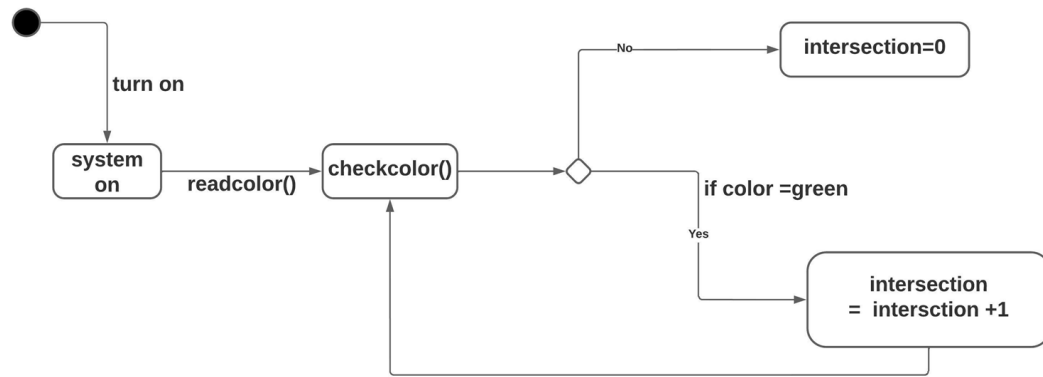 No
intersection=0
turn on
system
on
readcolor()
checkcolor()
if color =green
Yes
intersection
= intersction +1